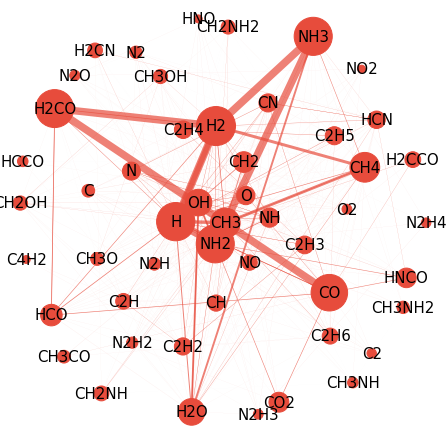 HNO
CH2NH2
NH3
H2CN
N2
NO2
N2O
CH3OH
H2CO
CN
HCN
H2
C2H4
C2H5
HCCO
CH2
H2CCO
CH4
N
C
O
CH2OH
OH
O2
H
CH3
NH
N2H4
NH2
C2H3
C4H2
CH3O
N2H
NO
HNCO
CO
C2H
CH
CH3NH2
HCO
C2H6
N2H2
C2H2
C2
CH3CO
CH3NH
CH2NH
H2O
N2H3
CO2